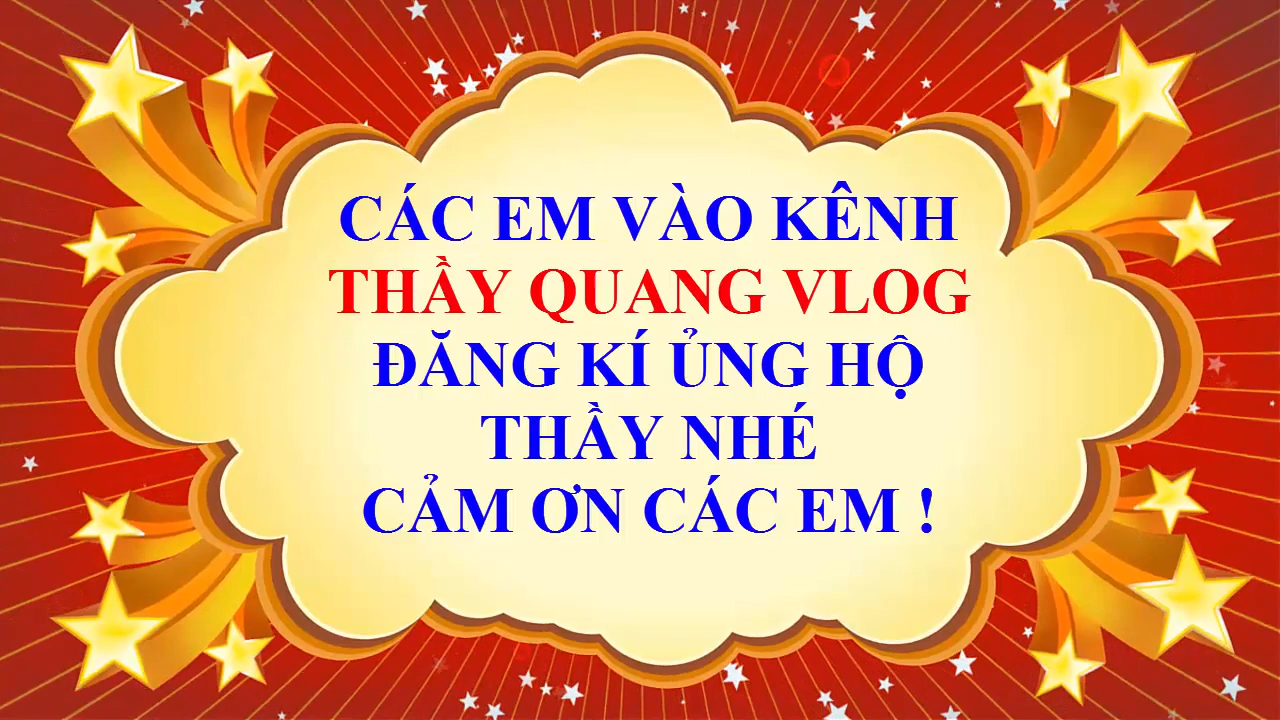 CÁC EM VÀO KÊNH
THẦY QUANG VLOG
ĐĂNG KÍ ỦNG HỘ
THẦY NHÉ
CẢM ƠN CÁC EM !